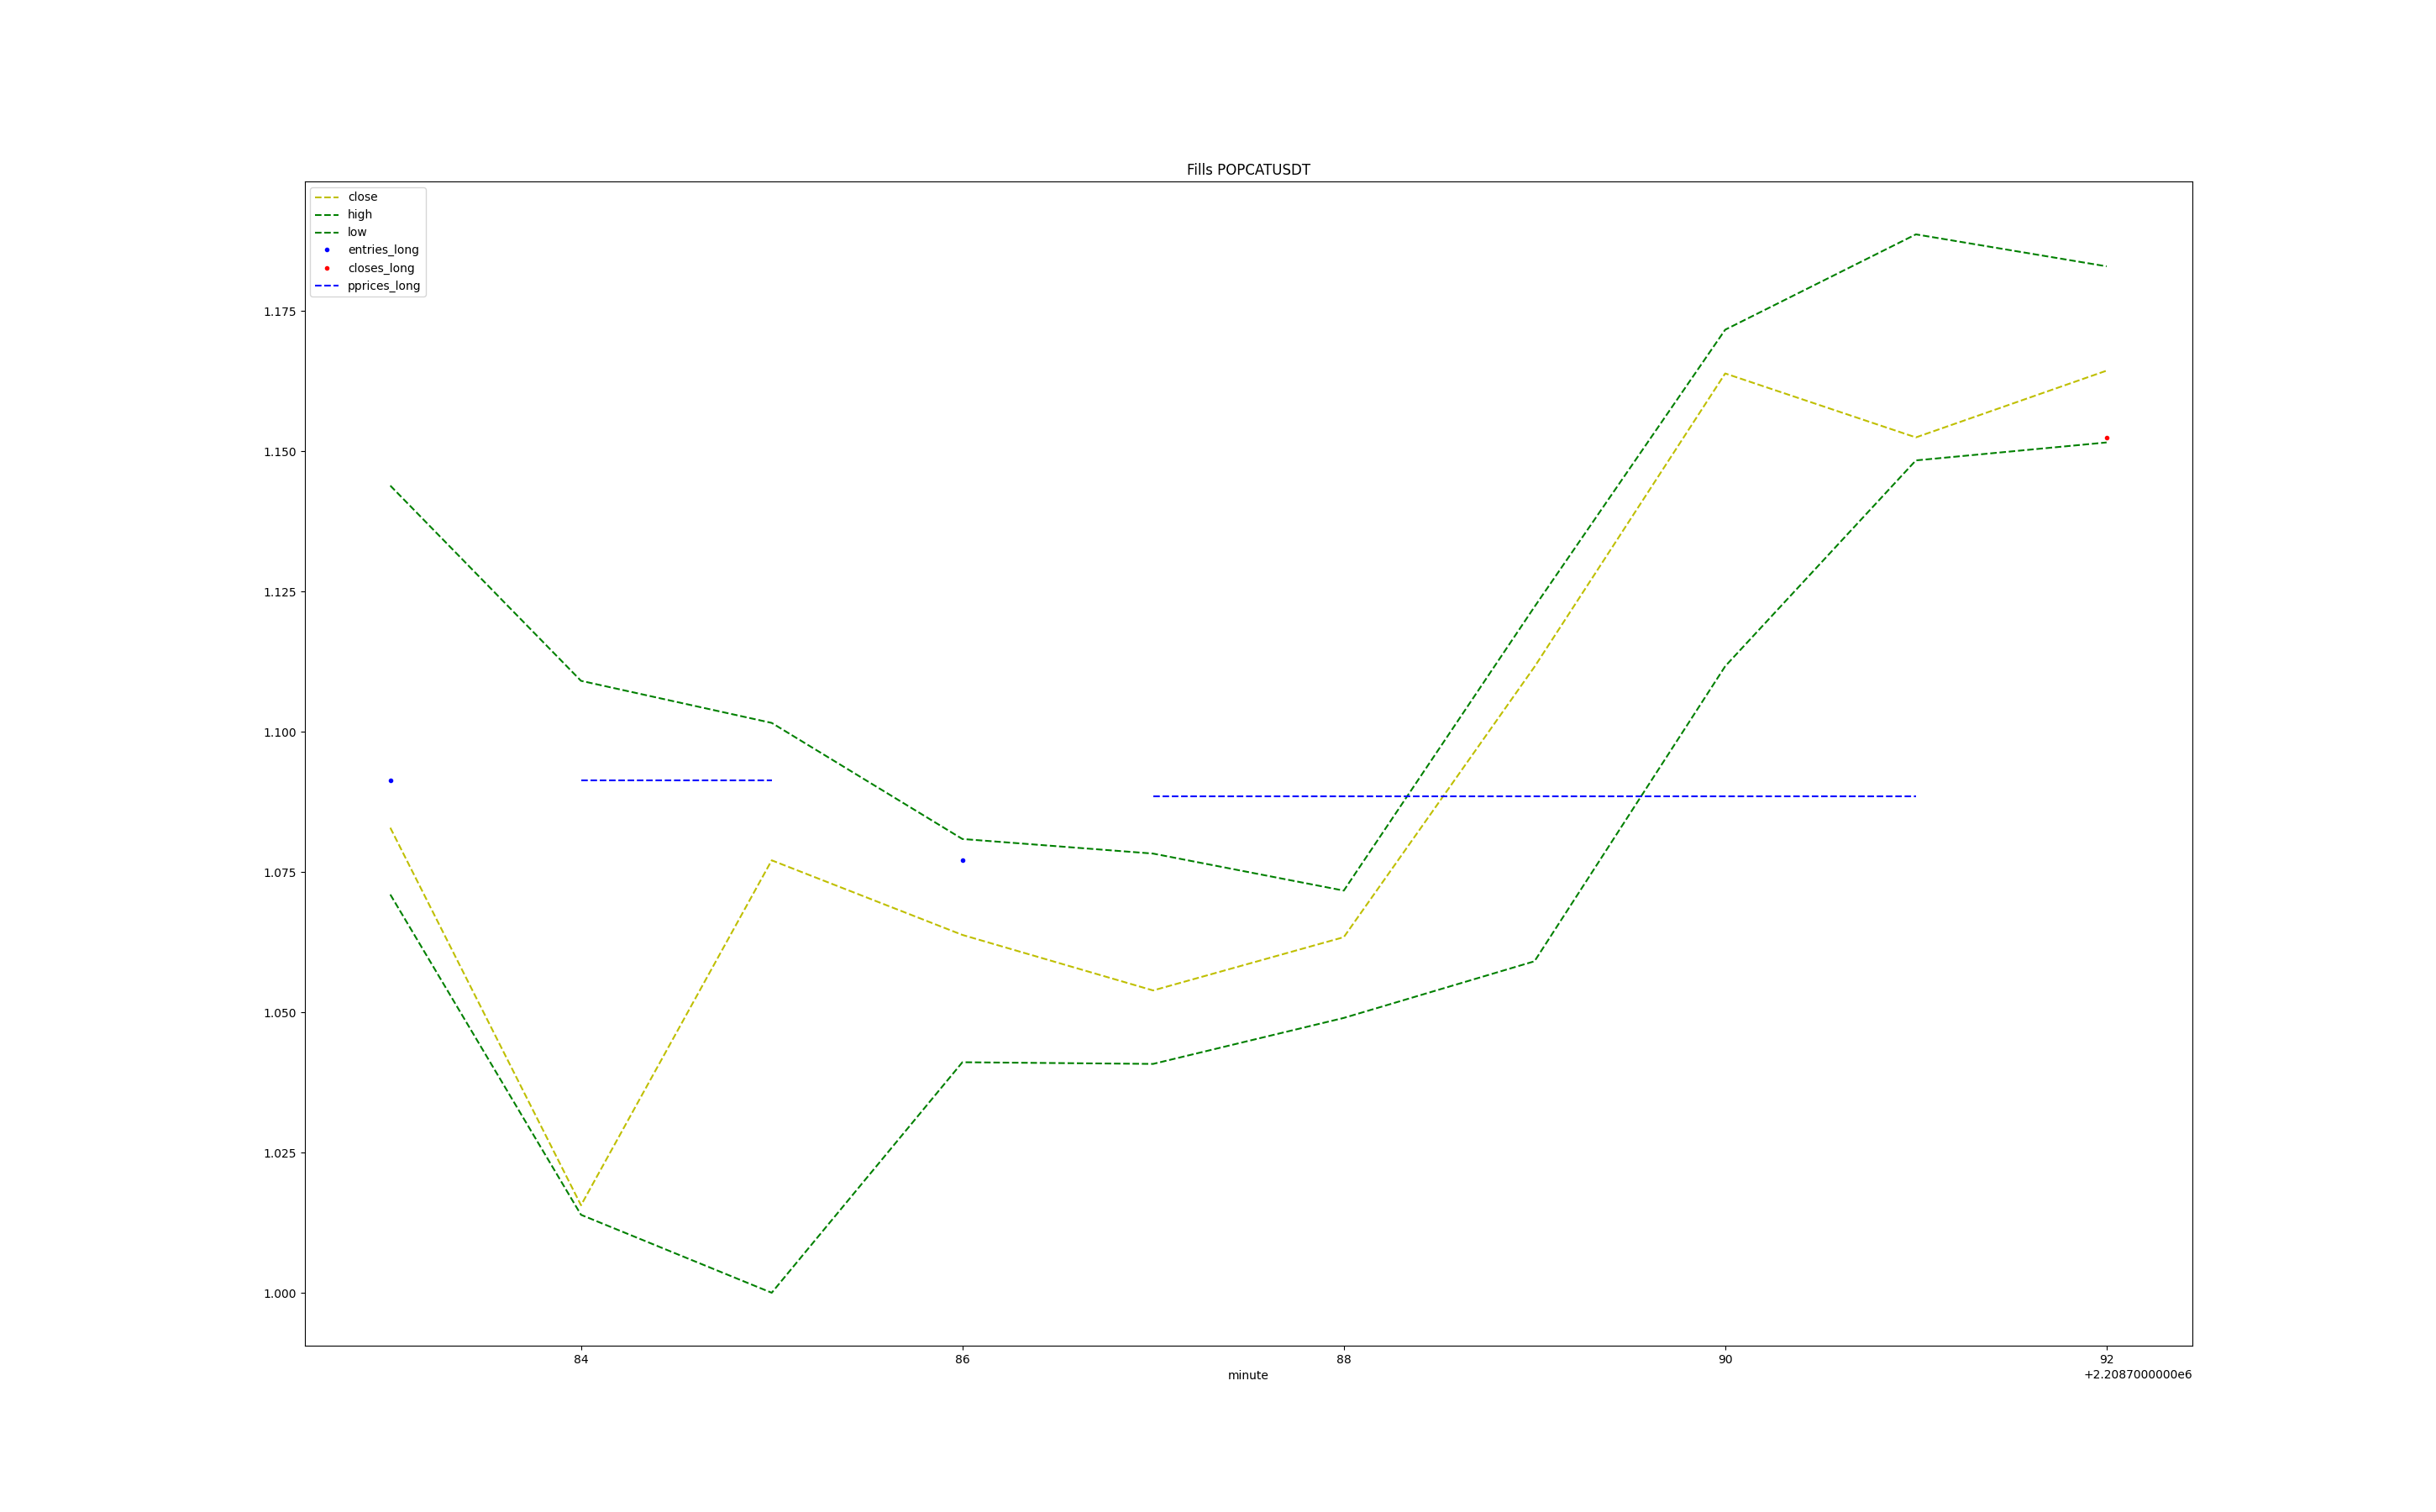 Fills POPCATUSDT
close
high
low
entries_long
closes_long
pprices_long
1.175
1.150
1.125
1.100
1.075
1.050
1.025
1.000
84
86
88
90
92
minute
+2.2087000000e6